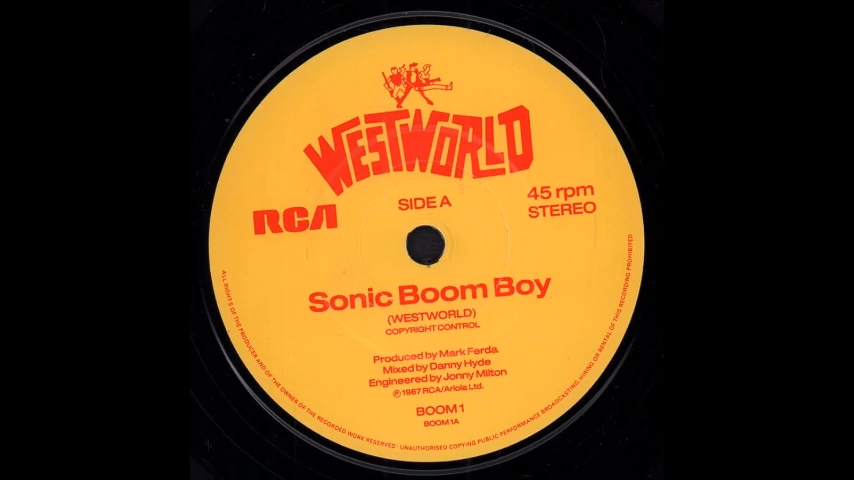 WESTWORLD
RCA
SIDE A
45 rpm
STEREO
Sonic Boom Boy
(WESTWORLD)
COPYRIGHT CONTROL
Produced by Mark Ferda
Mixed by Danny Hyde
Engineered by Jonny Milton
℗ 1987 RCA/Ariola Ltd.
BOOM 1
BOOM 1A
ALL RIGHTS OF THE PRODUCER AND OF THE OWNER OF THE RECORDED WORK RESERVED · UNAUTHORISED COPYING PUBLIC PERFORMANCE BROADCASTING, HIRING OR RENTAL OF THIS RECORDING PROHIBITED